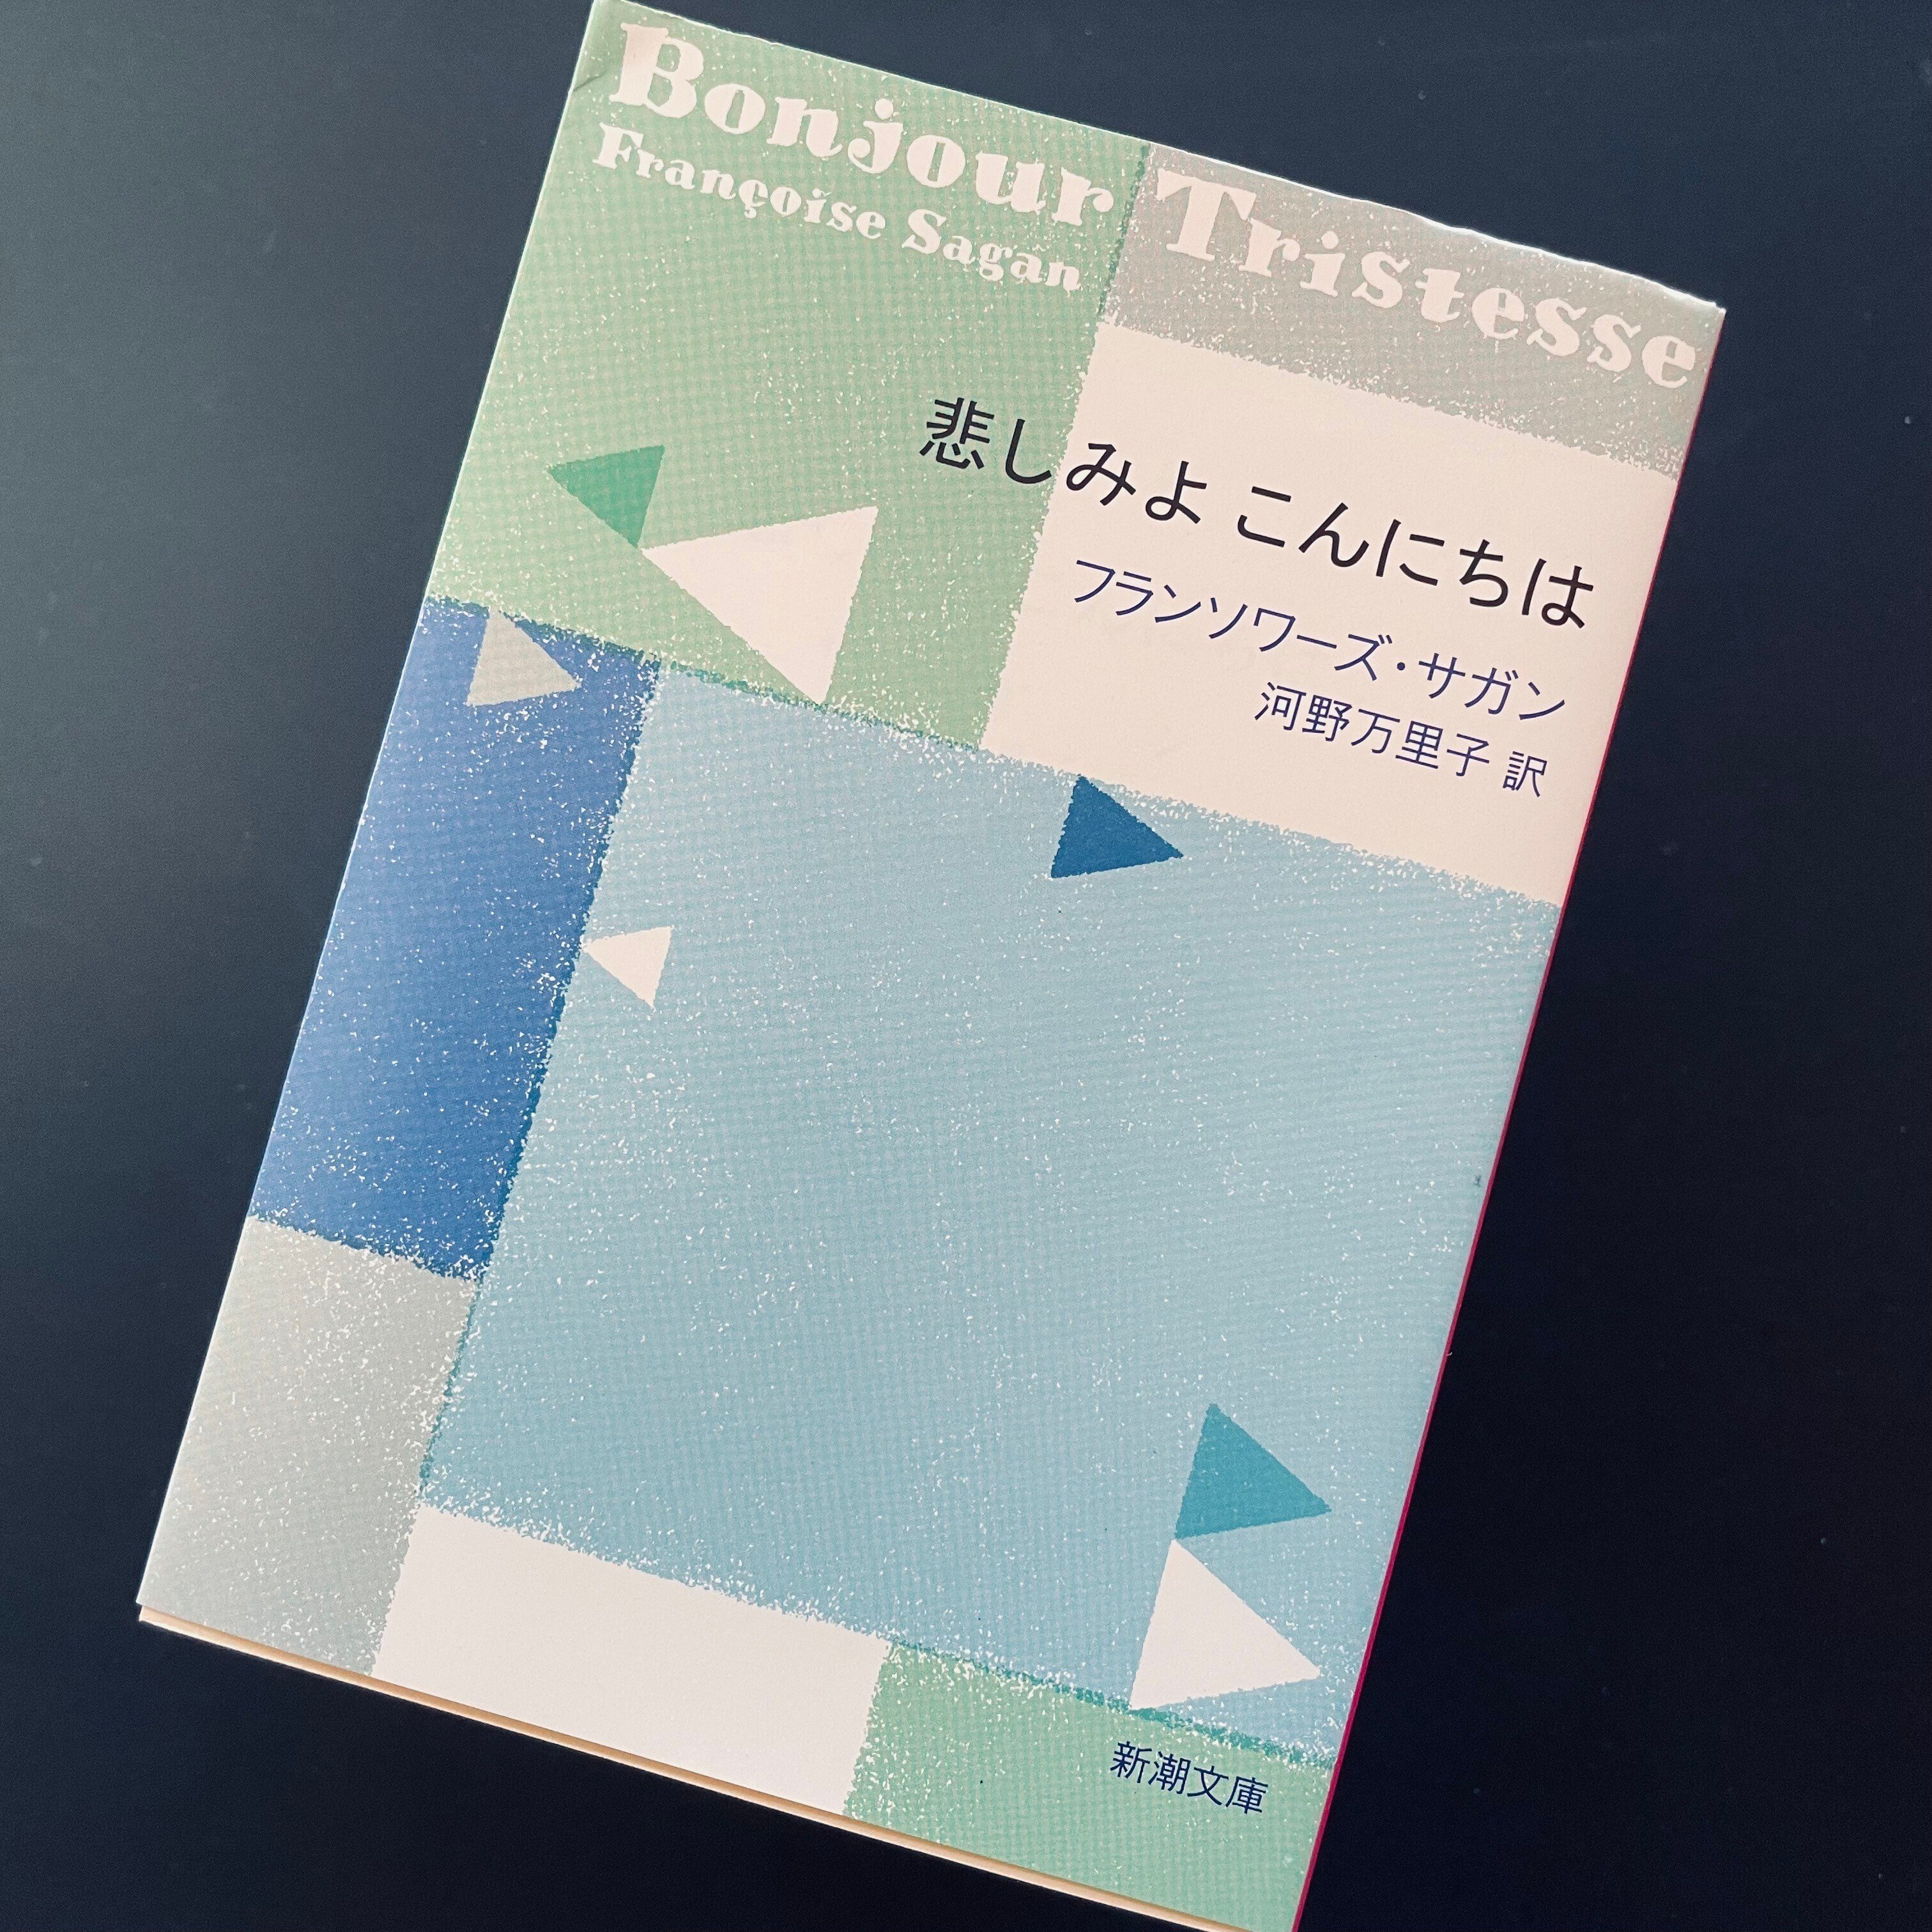 Bonjour Tristesse
Françoise Sagan
悲しみよ こんにちは
フランソワーズ・サガン
河野万里子 訳
新潮文庫